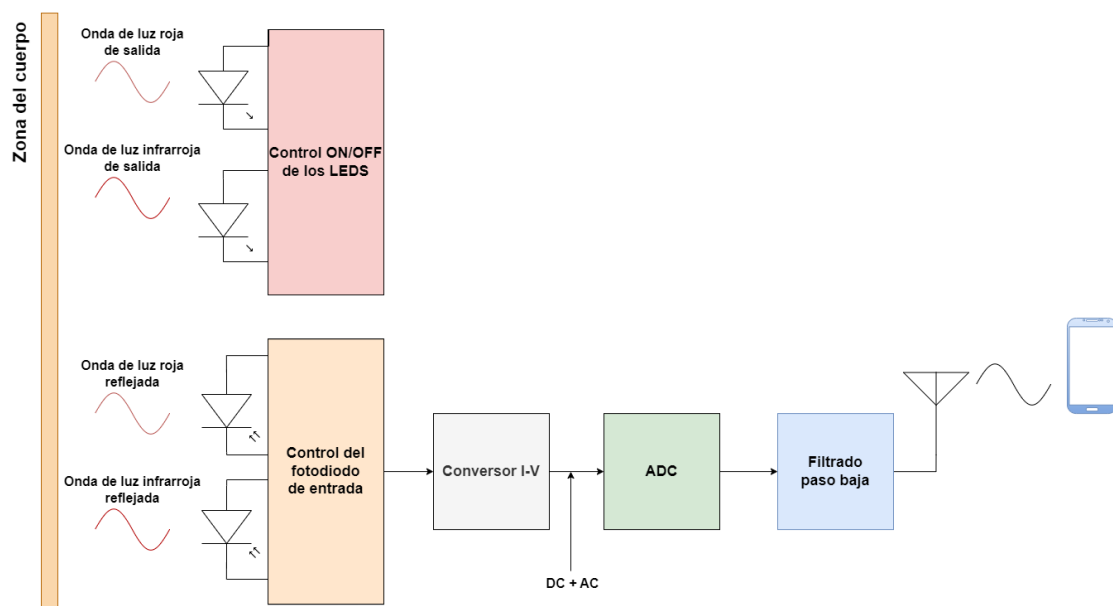 Zona del cuerpo
Onda de luz roja
de salida
Onda de luz infrarroja
de salida
Control ON/OFF
de los LEDS
Onda de luz roja
reflejada
Onda de luz infrarroja
reflejada
Control del
fotodiodo
de entrada
Conversor I-V
DC + AC
ADC
Filtrado
paso baja